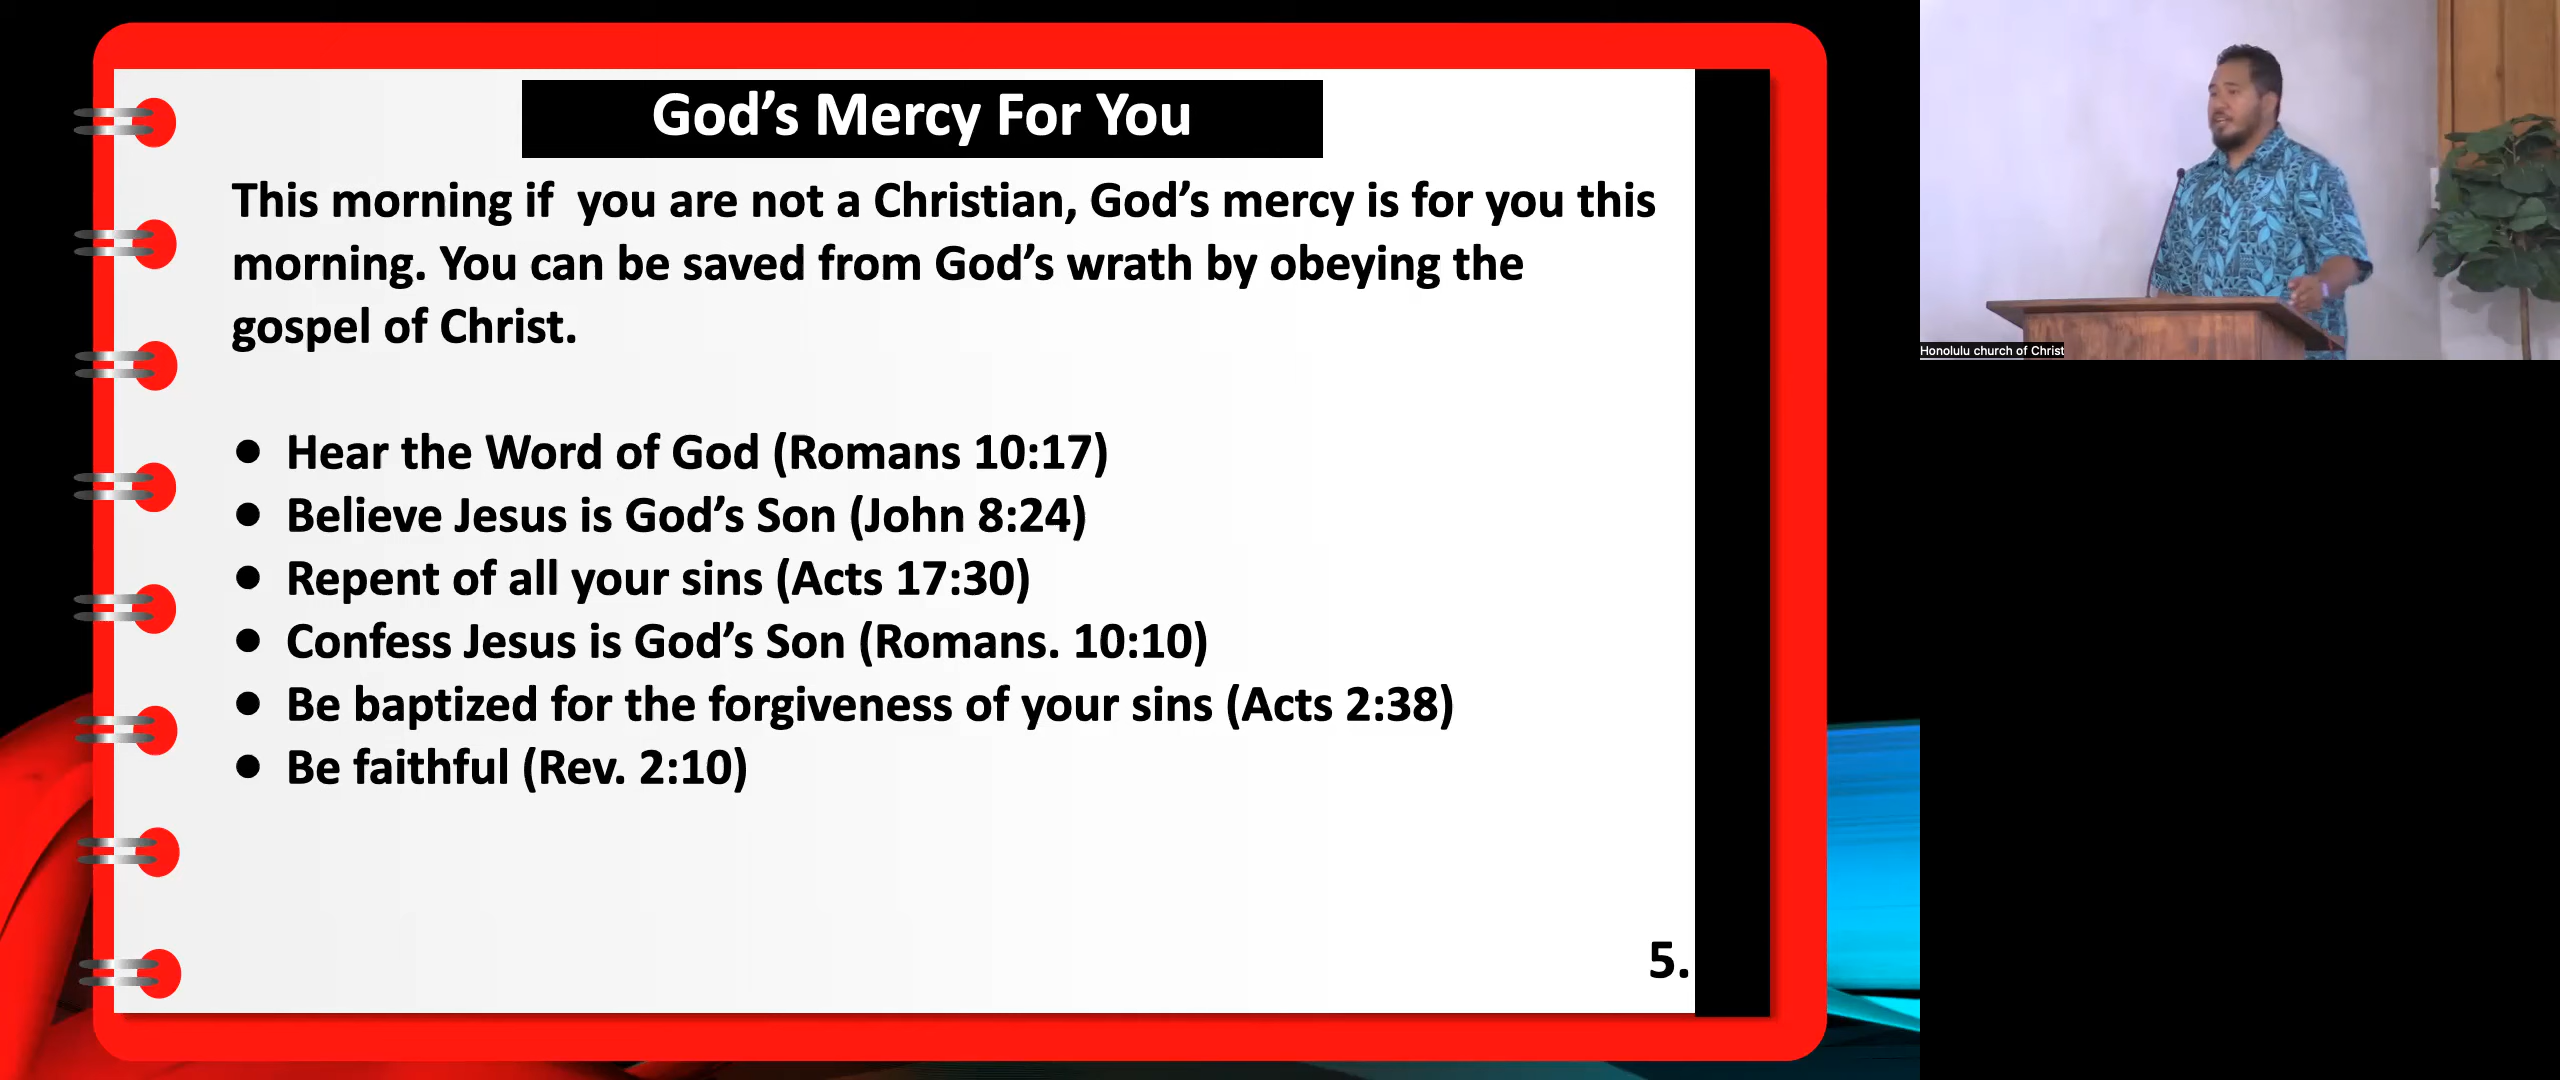 God's Mercy For You
This morning if  you are not a Christian, God's mercy is for you this
morning. You can be saved from God's wrath by obeying the
gospel of Christ.
● Hear the Word of God (Romans 10:17)
● Believe Jesus is God's Son (John 8:24)
● Repent of all your sins (Acts 17:30)
● Confess Jesus is God's Son (Romans. 10:10)
● Be baptized for the forgiveness of your sins (Acts 2:38)
● Be faithful (Rev. 2:10)
5.
Honolulu church of Christ